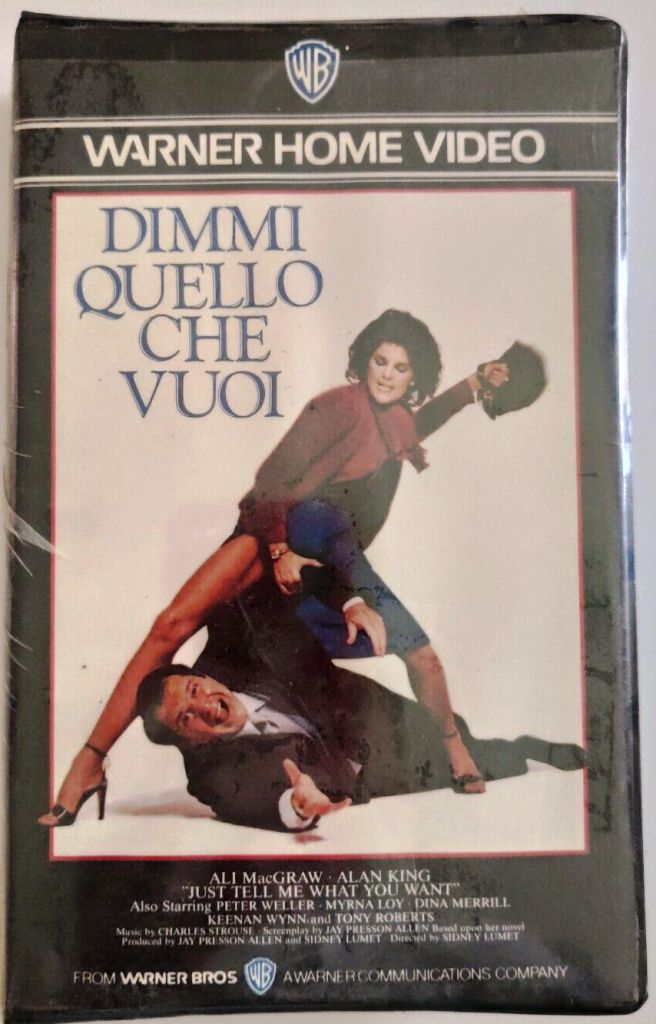 WB
WARNER HOME VIDEO
DIMMI
QUELLO
CHE
VUOI
ALI MacGRAW · ALAN KING
"JUST TELL ME WHAT YOU WANT"
Also Starring PETER WELLER · MYRNA LOY · DINA MERRILL
KEENAN WYNN and TONY ROBERTS
Music by CHARLES STROUSE · Screenplay by JAY PRESSON ALLEN Based upon her novel
Produced by JAY PRESSON ALLEN and SIDNEY LUMET · Directed by SIDNEY LUMET
FROM WARNER BROS WB A WARNER COMMUNICATIONS COMPANY